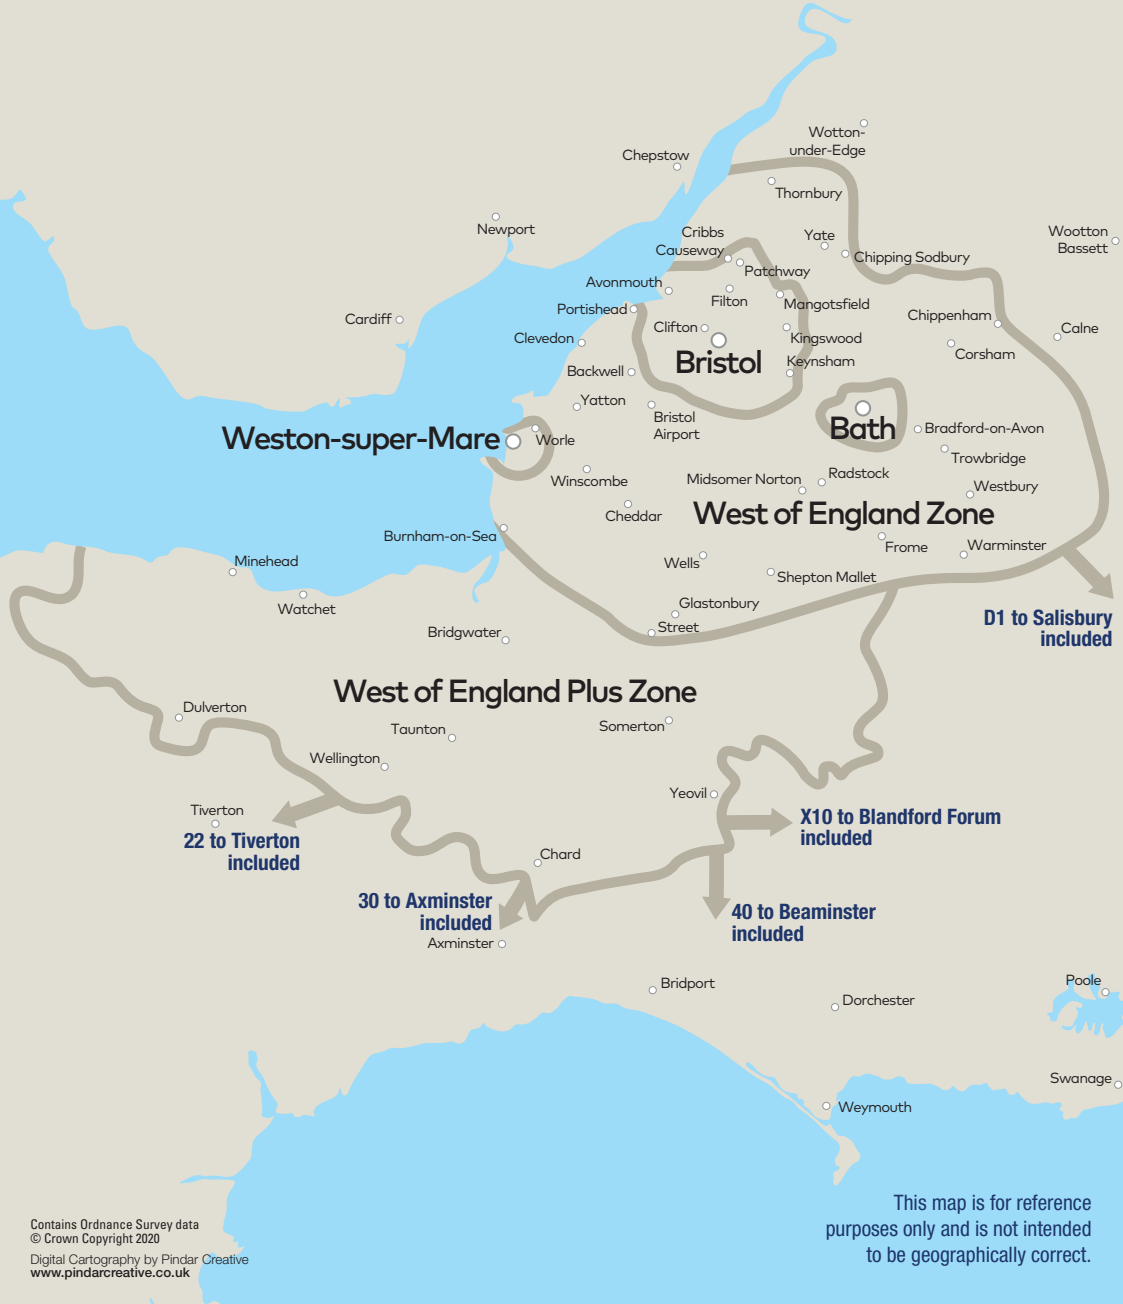 Wotton-
under-Edge
Chepstow
Thornbury
Newport
Cribbs
Causeway
Yate
Wootton
Bassett
Chipping Sodbury
Patchway
Avonmouth
Filton
Mangotsfield
Portishead
Cardiff
Clifton
Chippenham
Calne
Clevedon
Kingswood
Corsham
Bristol
Keynsham
Backwell
Yatton
Bristol
Airport
Bath
Bradford-on-Avon
Weston-super-Mare
Worle
Trowbridge
Winscombe
Midsomer Norton
Radstock
Westbury
Cheddar
West of England Zone
Burnham-on-Sea
Frome
Warminster
Minehead
Wells
Shepton Mallet
Watchet
Glastonbury
Street
D1 to Salisbury
included
Bridgwater
West of England Plus Zone
Dulverton
Taunton
Somerton
Wellington
Yeovil
Tiverton
22 to Tiverton
included
X10 to Blandford Forum
included
Chard
30 to Axminster
included
40 to Beaminster
included
Axminster
Bridport
Poole
Dorchester
Swanage
Weymouth
This map is for reference
purposes only and is not intended
to be geographically correct.
Contains Ordnance Survey data
© Crown Copyright 2020
Digital Cartography by Pindar Creative
www.pindarcreative.co.uk